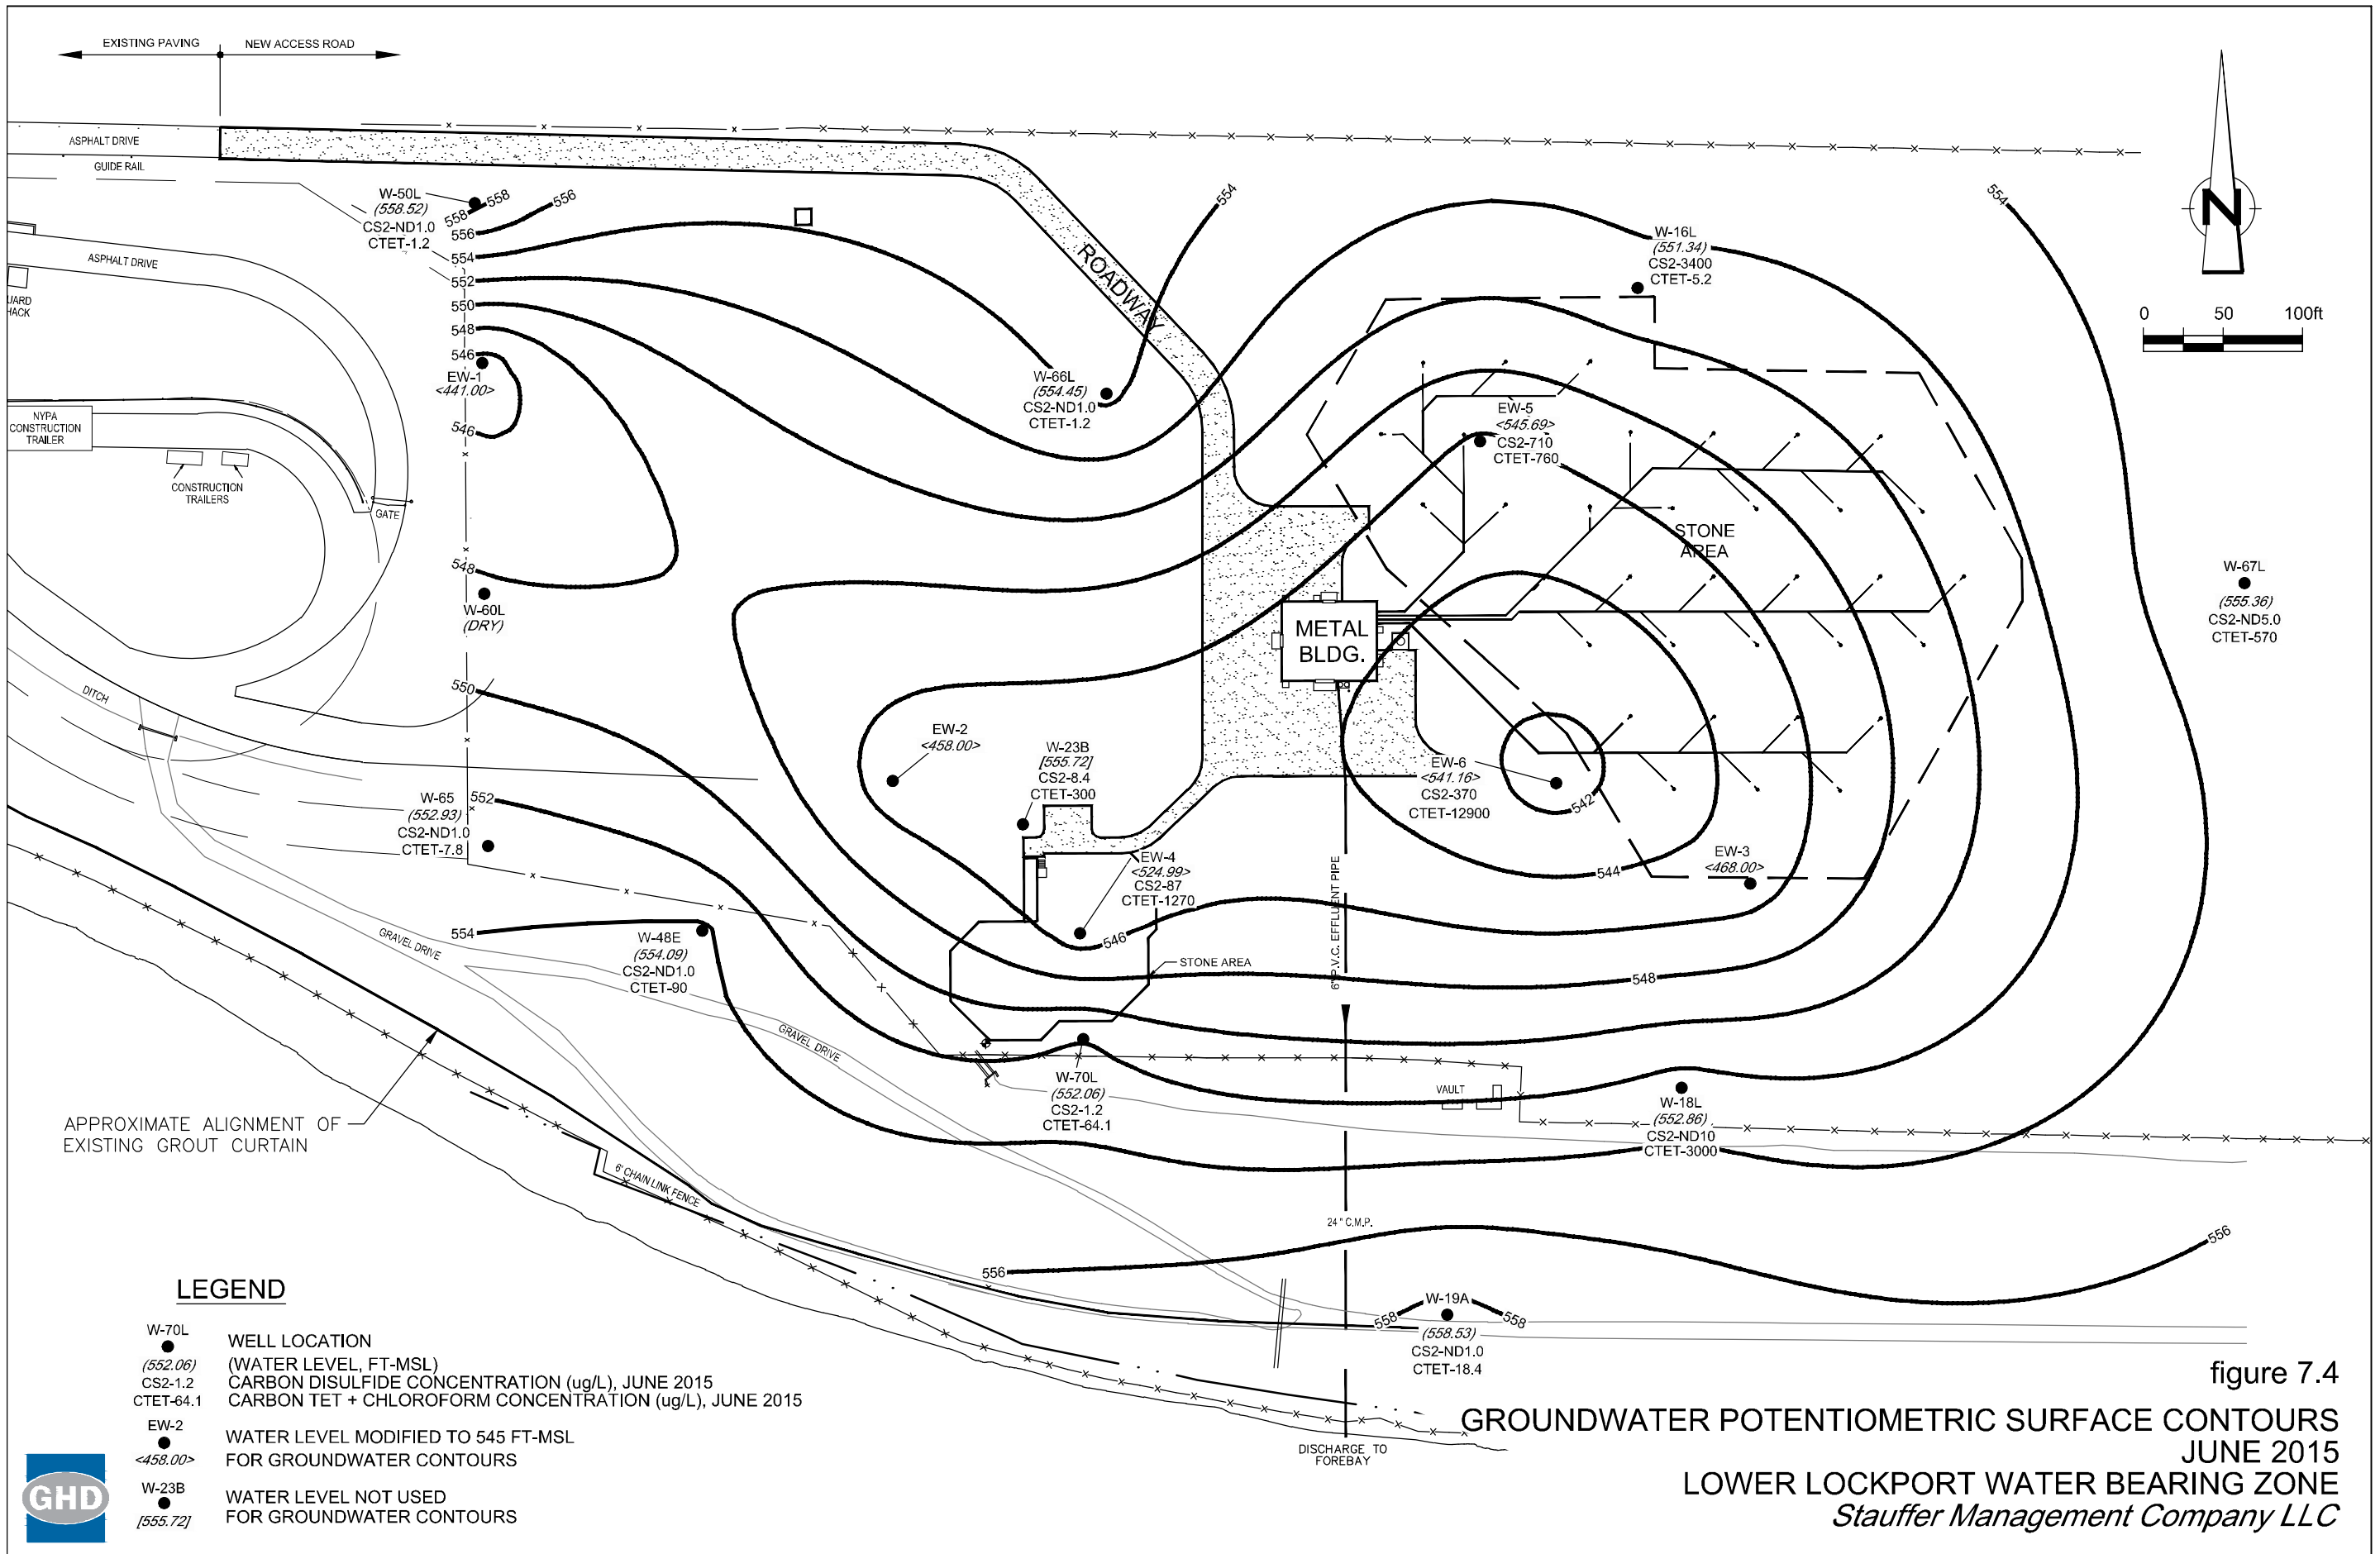 EXISTING PAVING
NEW ACCESS ROAD
ASPHALT DRIVE
GUIDE RAIL
W-50L
(558.52)
CS2-ND1.0
CTET-1.2
558
558
556
556
554
552
550
548
546
EW-1
<441.00>
546
548
W-60L
(DRY)
550
552
554
ASPHALT DRIVE
UARD
HACK
NYPA
CONSTRUCTION
TRAILER
CONSTRUCTION
TRAILERS
GATE
DITCH
ROADWAY
554
554
W-66L
(554.45)
CS2-ND1.0
CTET-1.2
W-16L
(551.34)
CS2-3400
CTET-5.2
N
0 50 100ft
EW-5
<545.69>
CS2-710
CTET-760
STONE
AREA
W-67L
(555.36)
CS2-ND5.0
CTET-570
METAL
BLDG.
EW-2
<458.00>
W-23B
[555.72]
CS2-8.4
CTET-300
EW-6
<541.16>
CS2-370
CTET-12900
542
544
EW-3
<468.00>
EW-4
<524.99>
CS2-87
CTET-1270
546
548
STONE AREA
6" P.V.C. EFFLUENT PIPE
W-65
(552.93)
CS2-ND1.0
CTET-7.8
W-48E
(554.09)
CS2-ND1.0
CTET-90
GRAVEL DRIVE
GRAVEL DRIVE
W-70L
(552.06)
CS2-1.2
CTET-64.1
VAULT
W-18L
(552.86)
CS2-ND10
CTET-3000
APPROXIMATE ALIGNMENT OF
EXISTING GROUT CURTAIN
6' CHAIN LINK FENCE
24" C.M.P.
556
556
558
558
W-19A
(558.53)
CS2-ND1.0
CTET-18.4
DISCHARGE TO
FOREBAY
LEGEND
W-70L
(552.06)
CS2-1.2
CTET-64.1
WELL LOCATION
(WATER LEVEL, FT-MSL)
CARBON DISULFIDE CONCENTRATION (ug/L), JUNE 2015
CARBON TET + CHLOROFORM CONCENTRATION (ug/L), JUNE 2015
EW-2
<458.00>
WATER LEVEL MODIFIED TO 545 FT-MSL
FOR GROUNDWATER CONTOURS
W-23B
[555.72]
WATER LEVEL NOT USED
FOR GROUNDWATER CONTOURS
GHD
figure 7.4
GROUNDWATER POTENTIOMETRIC SURFACE CONTOURS
JUNE 2015
LOWER LOCKPORT WATER BEARING ZONE
Stauffer Management Company LLC